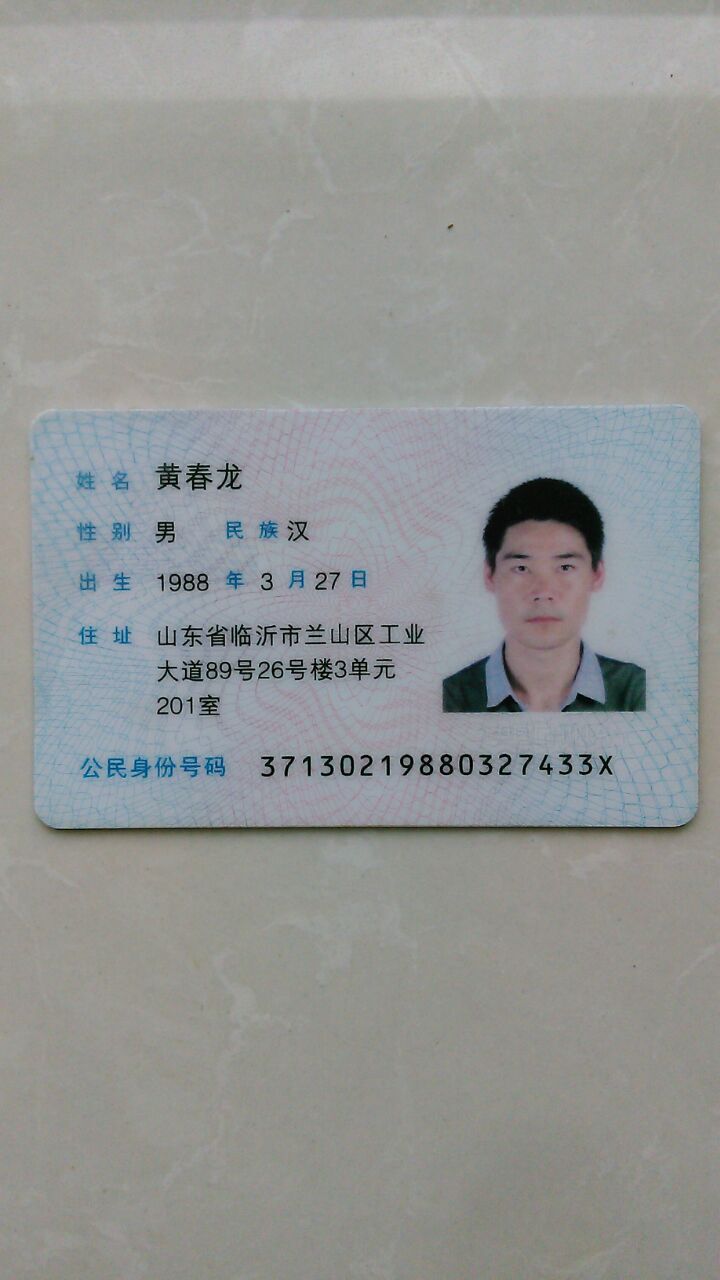 姓名 黄春龙
性别 男 民族 汉
出生 1988 年 3 月 27 日
住址 山东省临沂市兰山区工业
大道89号26号楼3单元
201室
公民身份号码 37130219880327433X